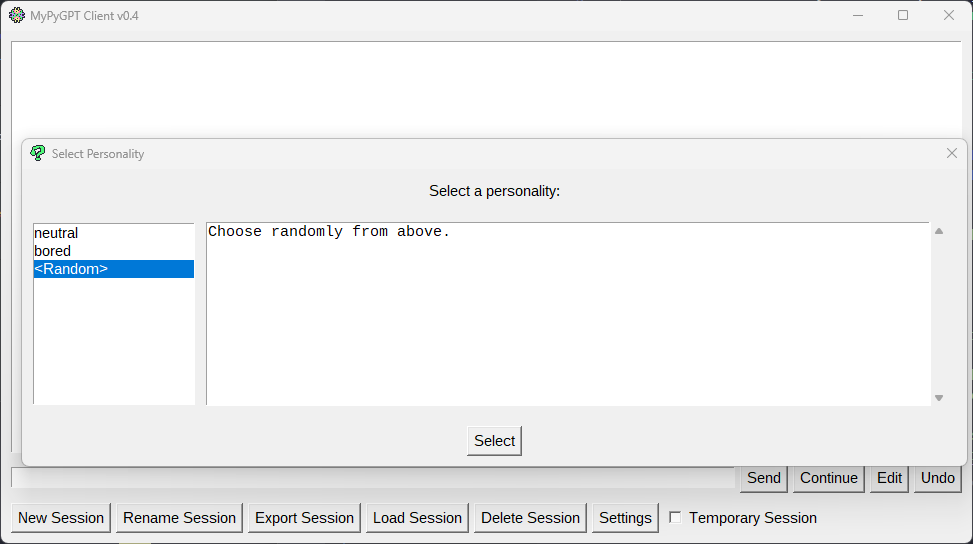 MyPyGPT Client v0.4
Select Personality
Select a personality:
neutral
bored
<Random>
Choose randomly from above.
Select
Send Continue Edit Undo
New Session Rename Session Export Session Load Session Delete Session Settings Temporary Session